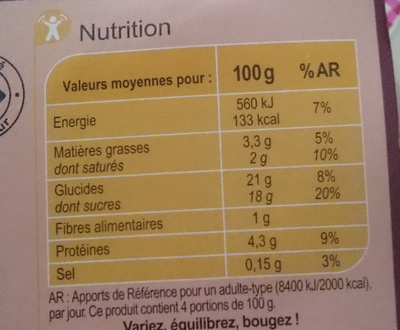 Nutrition
Valeurs moyennes pour : 100 g %AR
Energie 560 kJ 133 kcal 7%
Matières grasses 3,3 g 5%
dont saturés 2 g 10%
Glucides 21 g 8%
dont sucres 18 g 20%
Fibres alimentaires 1 g
Protéines 4,3 g 9%
Sel 0,15 g 3%
AR : Apports de Référence pour un adulte-type (8400 kJ/2000 kcal).
par jour. Ce produit contient 4 portions de 100 g.
Variez, équilibrez, bougez !